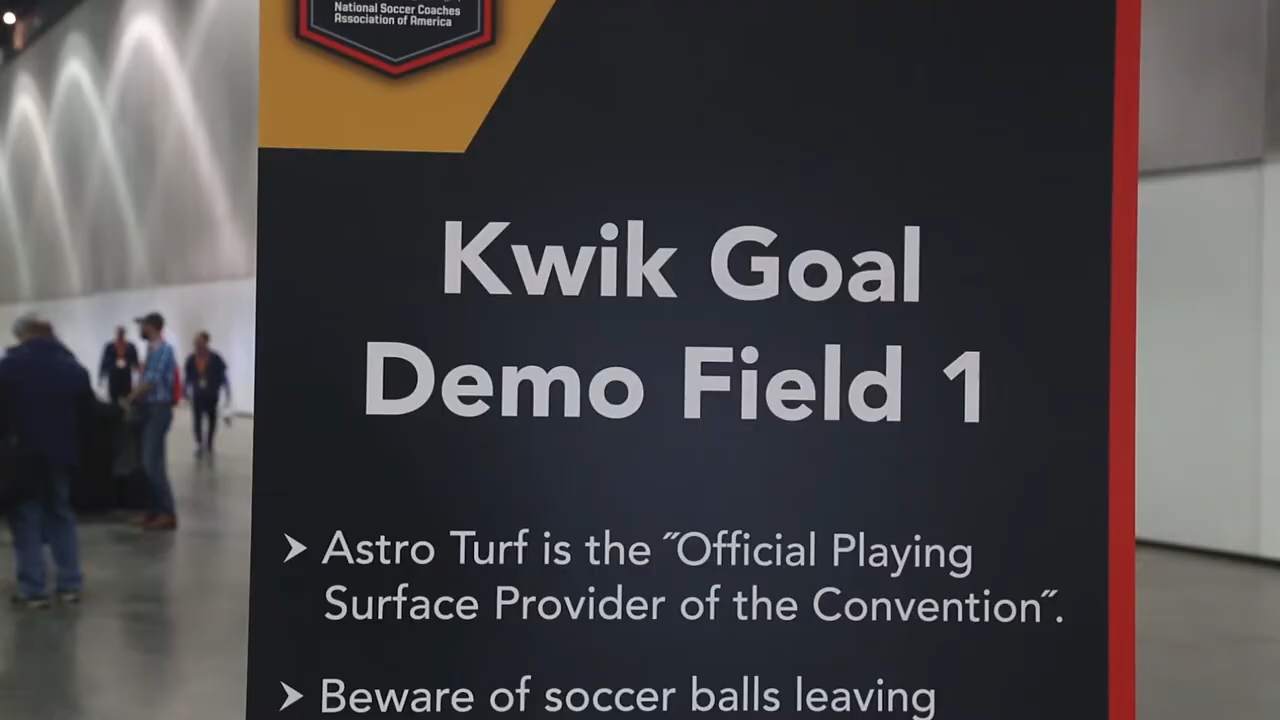 National Soccer Coaches
Association of America
Kwik Goal
Demo Field 1
➤ Astro Turf is the ˝Official Playing
Surface Provider of the Convention˝.
➤ Beware of soccer balls leaving